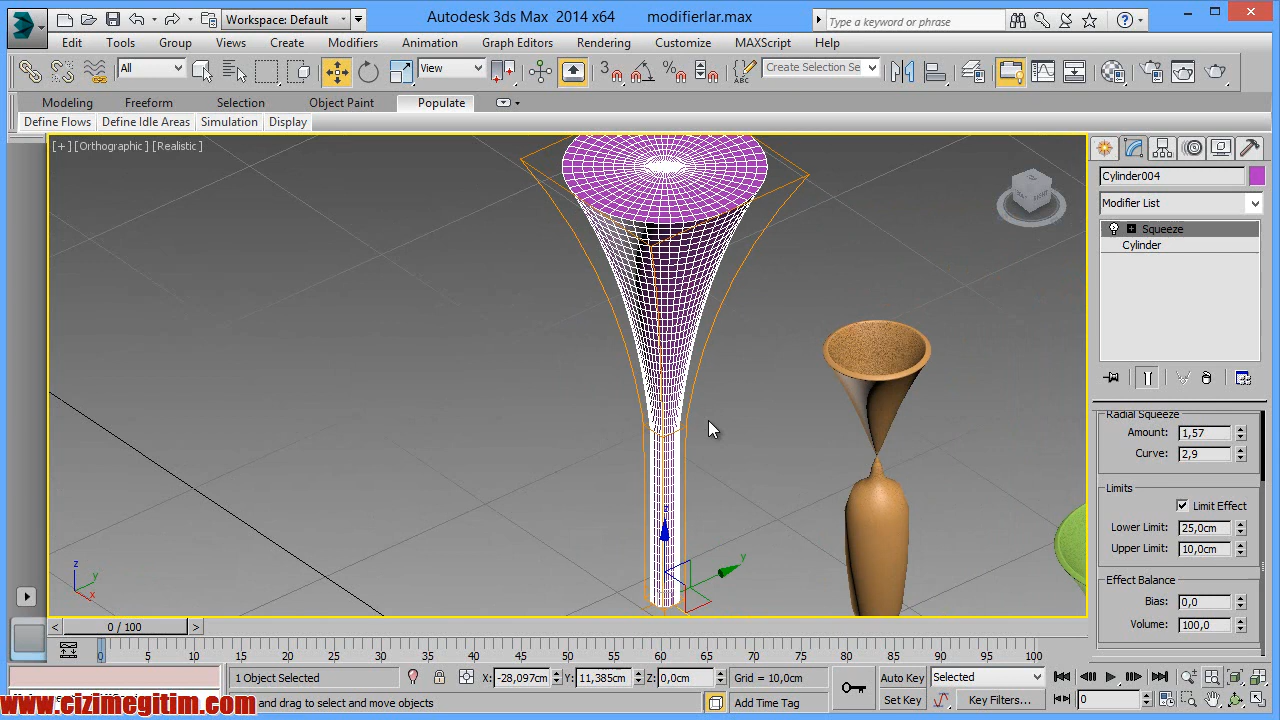 Workspace: Default
Autodesk 3ds Max 2014 x64 modifierlar.max
Type a keyword or phrase
Edit Tools Group Views Create Modifiers Animation Graph Editors Rendering Customize MAXScript Help
All
View
3
ABC
Create Selection Se
Modeling Freeform Selection Object Paint Populate
Define Flows Define Idle Areas Simulation Display
[+] [Orthographic] [Realistic]
Cylinder004
Modifier List
Squeeze
Cylinder
Radial Squeeze
Amount: 1,57
Curve: 2,9
Limits
Limit Effect
Lower Limit: 25,0cm
Upper Limit: 10,0cm
Effect Balance
Bias: 0,0
Volume: 100,0
z
y
z
y
x
< 0 / 100 >
0 5 10 15 20 25 30 35 40 45 50 55 60 65 70 75 80 85 90 95 100
1 Object Selected
X: -28,097cm Y: 11,385cm Z: 0,0cm
Grid = 10,0cm
Auto Key Selected
www.cizimegitim.com
and drag to select and move objects
Add Time Tag
Set Key Key Filters...
0